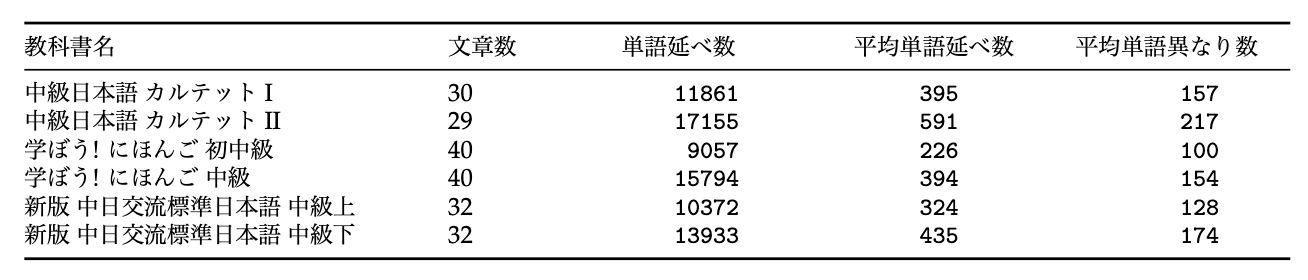 教科書名 文章数 単語延べ数 平均単語延べ数 平均単語異なり数
中級日本語 カルテット I 30 11861 395 157
中級日本語 カルテット II 29 17155 591 217
学ぼう! にほんご 初中級 40 9057 226 100
学ぼう! にほんご 中級 40 15794 394 154
新版 中日交流標準日本語 中級上 32 10372 324 128
新版 中日交流標準日本語 中級下 32 13933 435 174